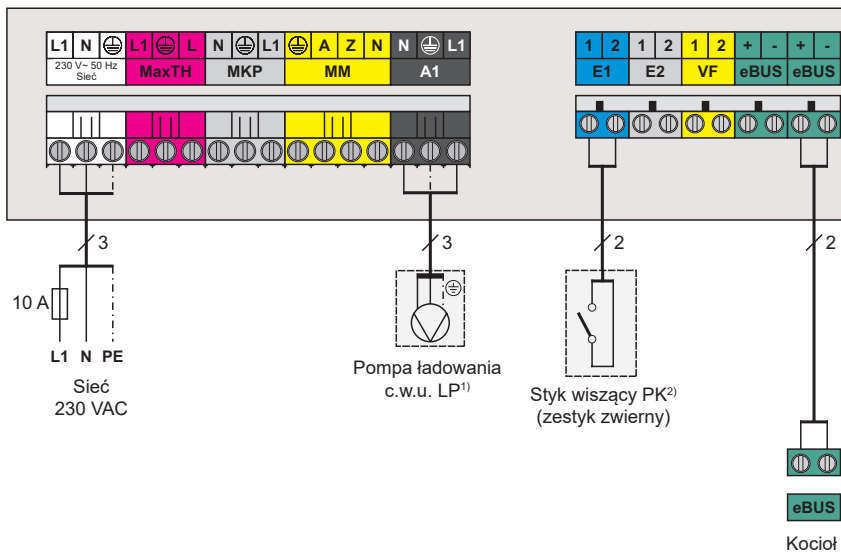 L1 N L1 L N L1 A Z N N L1 1 2 1 2 1 2 + - + -
230 V~ 50 Hz
Sieć
MaxTH MKP MM A1 E1 E2 VF eBUS eBUS
3 3 2 2
10 A
L1 N PE
Sieć
230 VAC
Pompa ładowania
c.w.u. LP1)
Styk wiszący PK2)
(zestyk zwierny)
eBUS
Kocioł